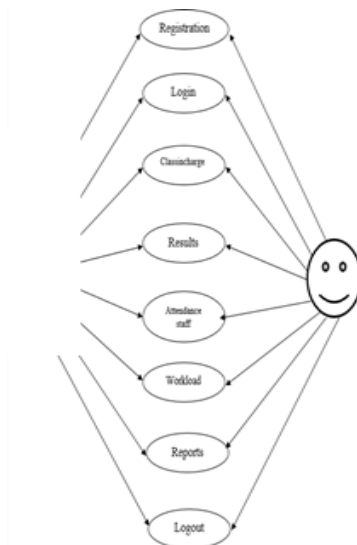 Registration
Login
Classincharge
Results
Attendance
staff
Workload
Reports
Logout